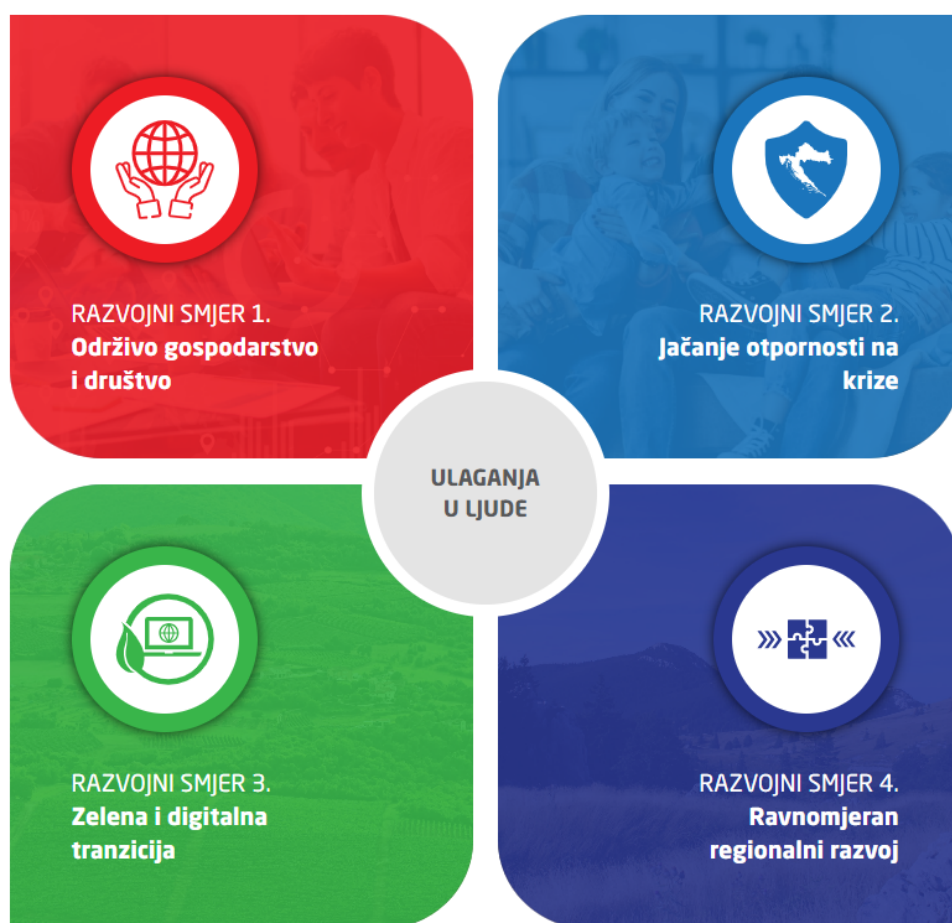 RAZVOJNI SMJER 1.
Održivo gospodarstvo
i društvo
RAZVOJNI SMJER 2.
Jačanje otpornosti na
krize
ULAGANJA
U LJUDE
RAZVOJNI SMJER 3.
Zelena i digitalna
tranzicija
RAZVOJNI SMJER 4.
Ravnomjeran
regionalni razvoj